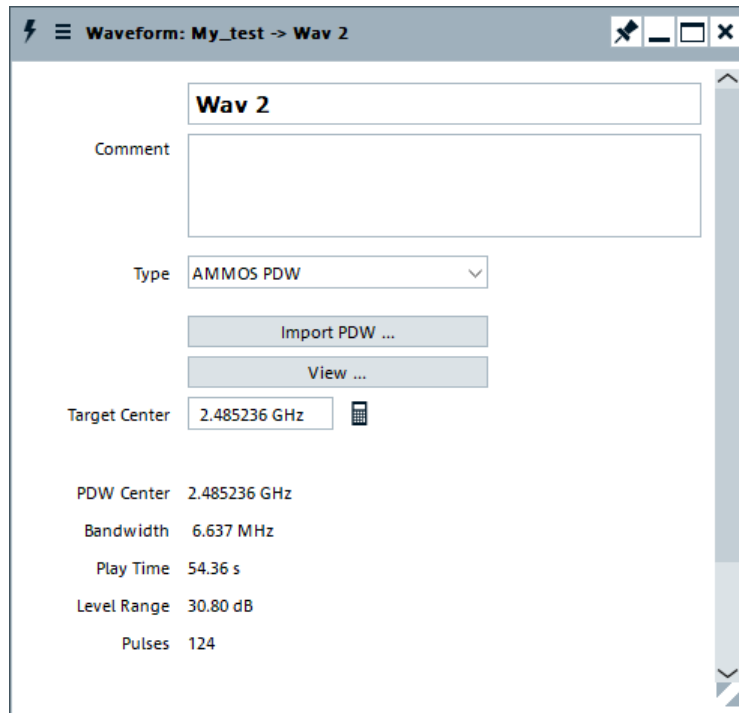 Waveform: My_test -> Wav 2
Wav 2
Comment
Type AMMOS PDW
Import PDW ...
View ...
Target Center 2.485236 GHz
PDW Center 2.485236 GHz
Bandwidth 6.637 MHz
Play Time 54.36 s
Level Range 30.80 dB
Pulses 124